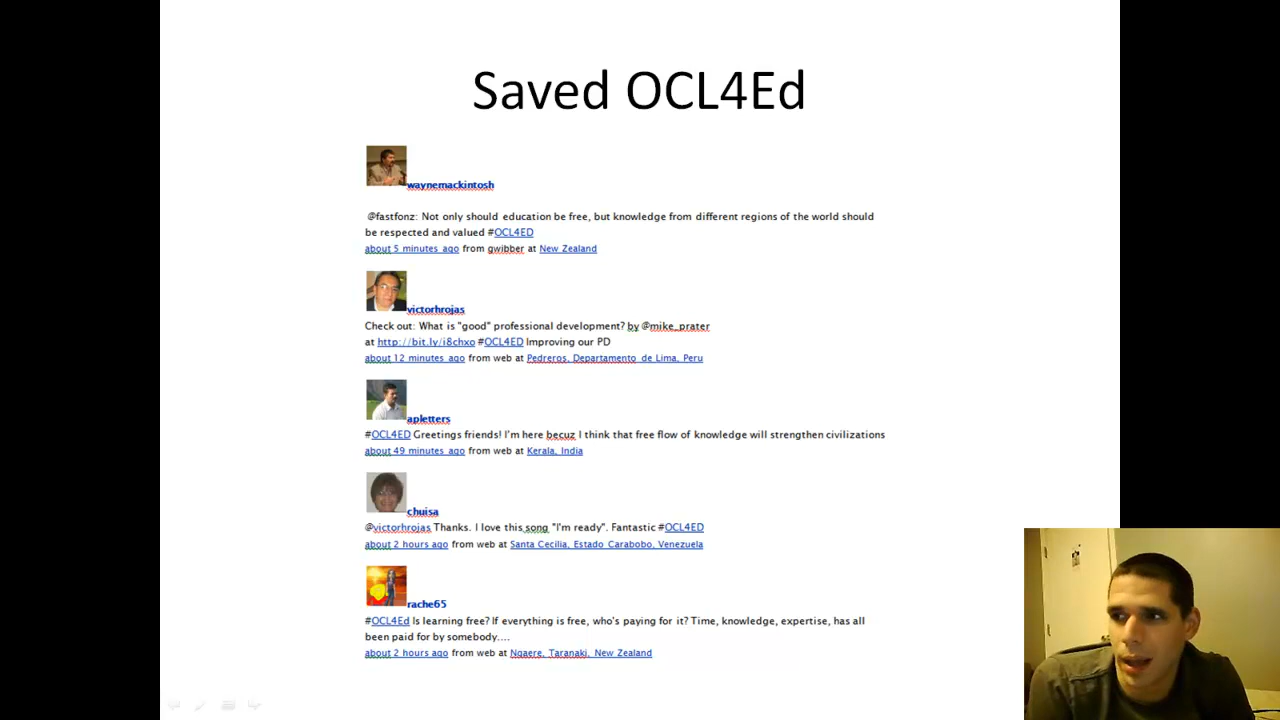 Saved OCL4Ed
waynemackintosh
@fastfonz: Not only should education be free, but knowledge from different regions of the world should
be respected and valued #OCL4ED
about 5 minutes ago from gwibber at New Zealand
victorhrojas
Check out: What is "good" professional development? by @mike_prater
at http://bit.ly/i8chxo #OCL4ED Improving our PD
about 12 minutes ago from web at Pedreros, Departamento de Lima, Peru
apletters
#OCL4ED Greetings friends! I'm here becuz I think that free flow of knowledge will strengthen civilizations
about 49 minutes ago from web at Kerala, India
chuisa
@victorhrojas Thanks. I love this song "I'm ready". Fantastic #OCL4ED
about 2 hours ago from web at Santa Cecilia, Estado Carabobo, Venezuela
rache65
#OCL4Ed Is learning free? If everything is free, who's paying for it? Time, knowledge, expertise, has all
been paid for by somebody....
about 2 hours ago from web at Ngaere, Taranaki, New Zealand